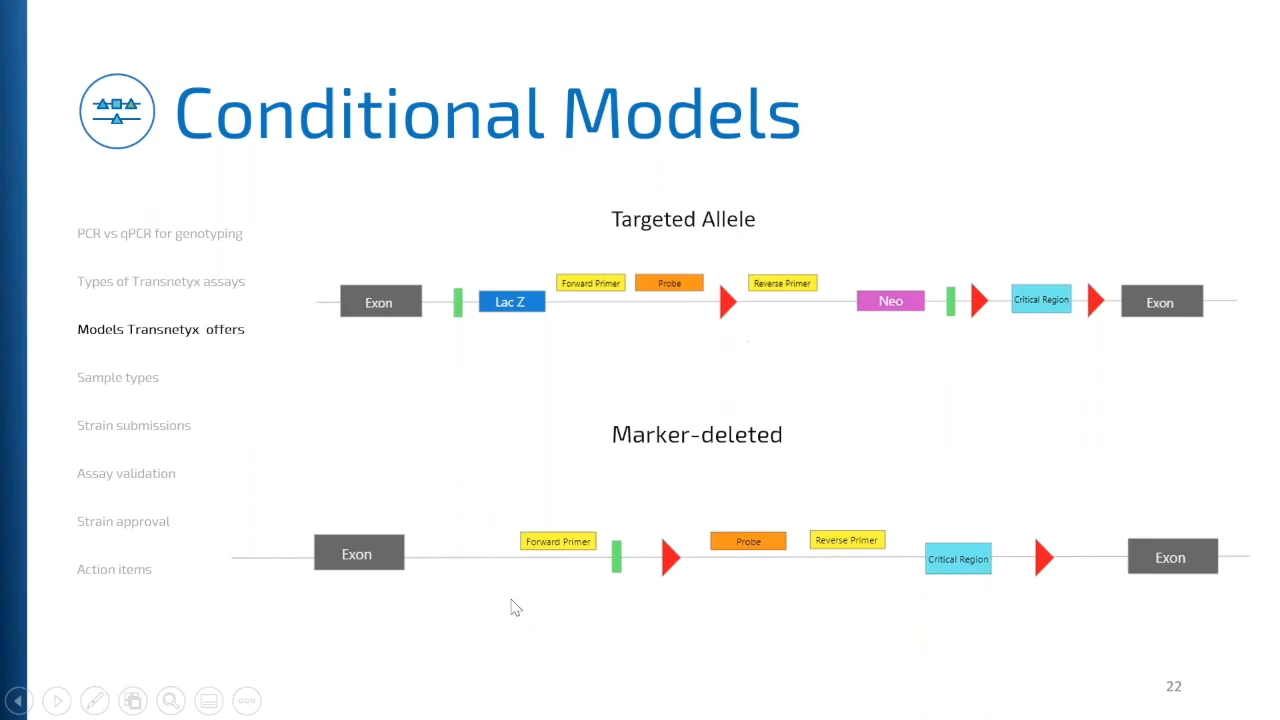 Conditional Models
PCR vs qPCR for genotyping
Types of Transnetyx assays
Models Transnetyx offers
Sample types
Strain submissions
Assay validation
Strain approval
Action items
Targeted Allele
Exon
Lac Z
Forward Primer
Probe
Reverse Primer
Neo
Critical Region
Exon
Marker-deleted
Exon
Forward Primer
Probe
Reverse Primer
Critical Region
Exon
22